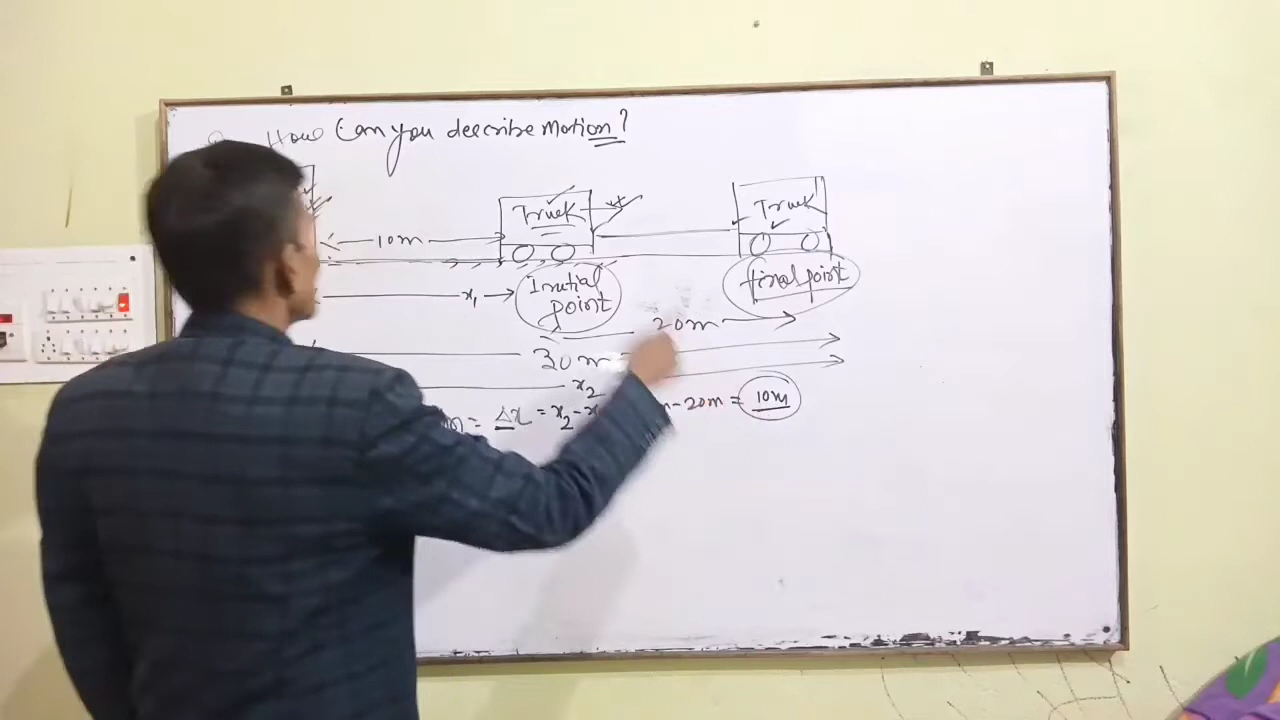 How Can you describe Motion?
Truck Truck
10m
x₁ Initial point final point
20m
30m
x₂
m = Δx = x₂ - x m - 20m = 10m